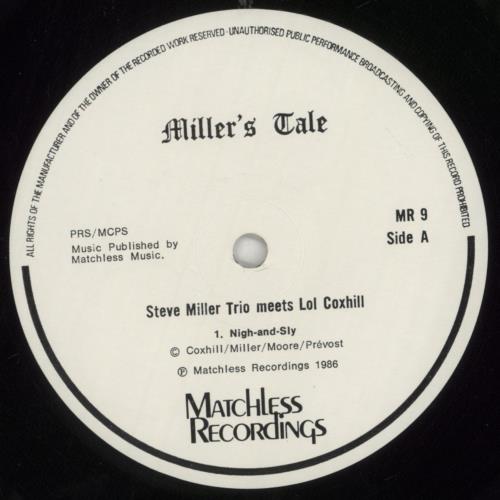 ALL RIGHTS OF THE MANUFACTURER AND OF THE OWNER OF THE RECORDED WORK RESERVED · UNAUTHORISED PUBLIC PERFORMANCE BROADCASTING AND COPYING OF THIS RECORD PROHIBITED
Miller's Tale
PRS/MCPS
Music Published by
Matchless Music.
MR 9
Side A
Steve Miller Trio meets Lol Coxhill
1. Nigh-and-Sly
© Coxhill/Miller/Moore/Prévost
℗ Matchless Recordings 1986
MATCHLESS
RECORDINGS